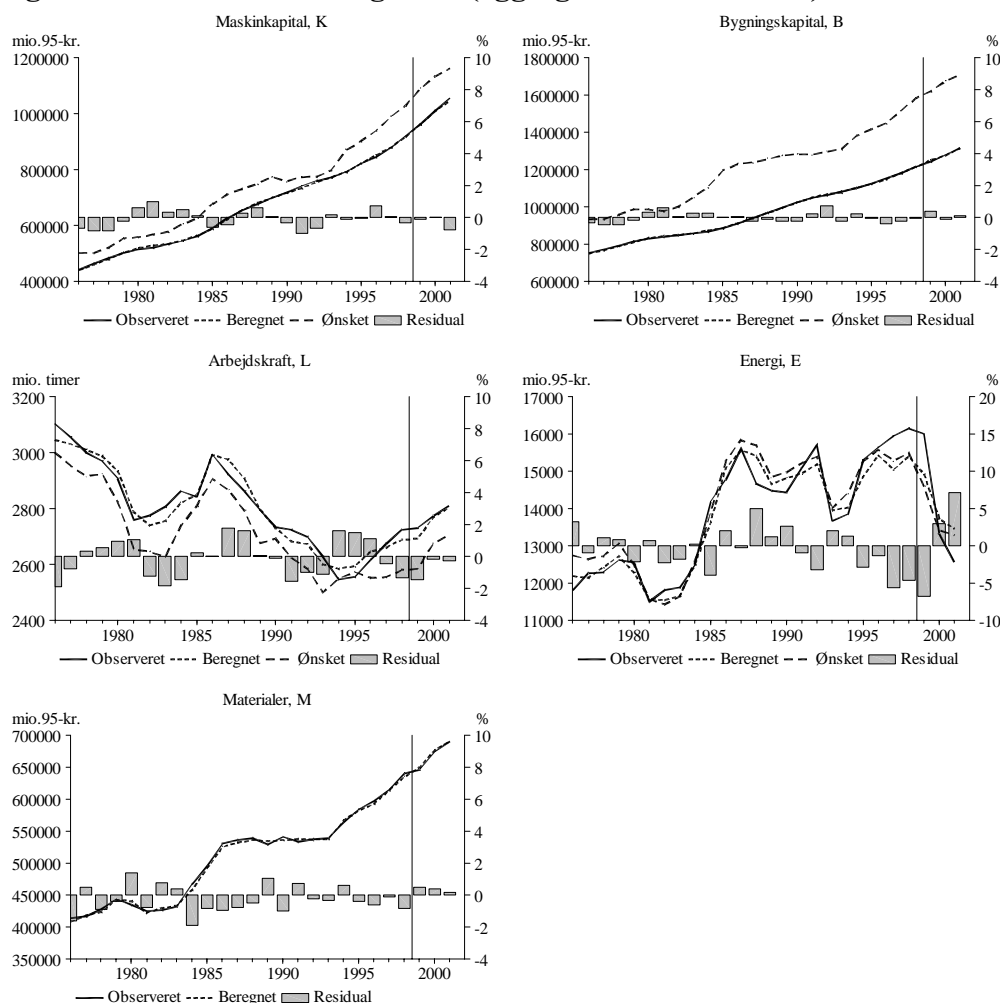 Maskinkapital, K
mio.95-kr. %
1200000 10
8
1000000 6
4
800000 2
600000 0
-2
400000 -4
1980 1985 1990 1995 2000
Observeret Beregnet Ønsket Residual
Bygningskapital, B
mio.95-kr. %
1800000 10
8
1600000 6
1400000 4
1200000 2
1000000 0
800000 -2
600000 -4
1980 1985 1990 1995 2000
Observeret Beregnet Ønsket Residual
Arbejdskraft, L
mio. timer %
3200 10
8
3000 6
4
2800 2
2600 0
-2
2400 -4
1980 1985 1990 1995 2000
Observeret Beregnet Ønsket Residual
Energi, E
mio.95-kr. %
17000 20
16000 15
15000 10
14000 5
13000 0
12000 -5
11000 -10
1980 1985 1990 1995 2000
Observeret Beregnet Ønsket Residual
Materialer, M
mio.95-kr. %
700000 10
650000 8
600000 6
550000 4
500000 2
450000 0
400000 -2
350000 -4
1980 1985 1990 1995 2000
Observeret Beregnet Residual